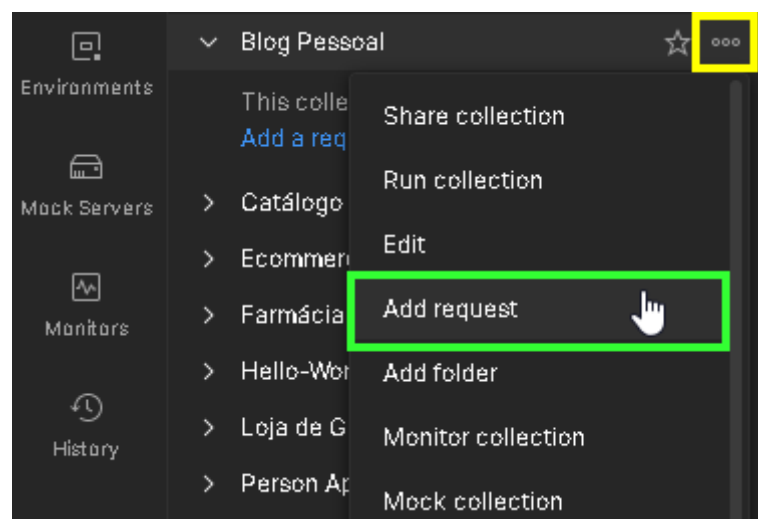 Environments
Mock Servers
Monitors
History
Blog Pessoal
This colle
Add a req
Catálogo
Ecommer
Farmácia
Hello-Wor
Loja de G
Person Ap
Share collection
Run collection
Edit
Add request
Add folder
Monitor collection
Mock collection